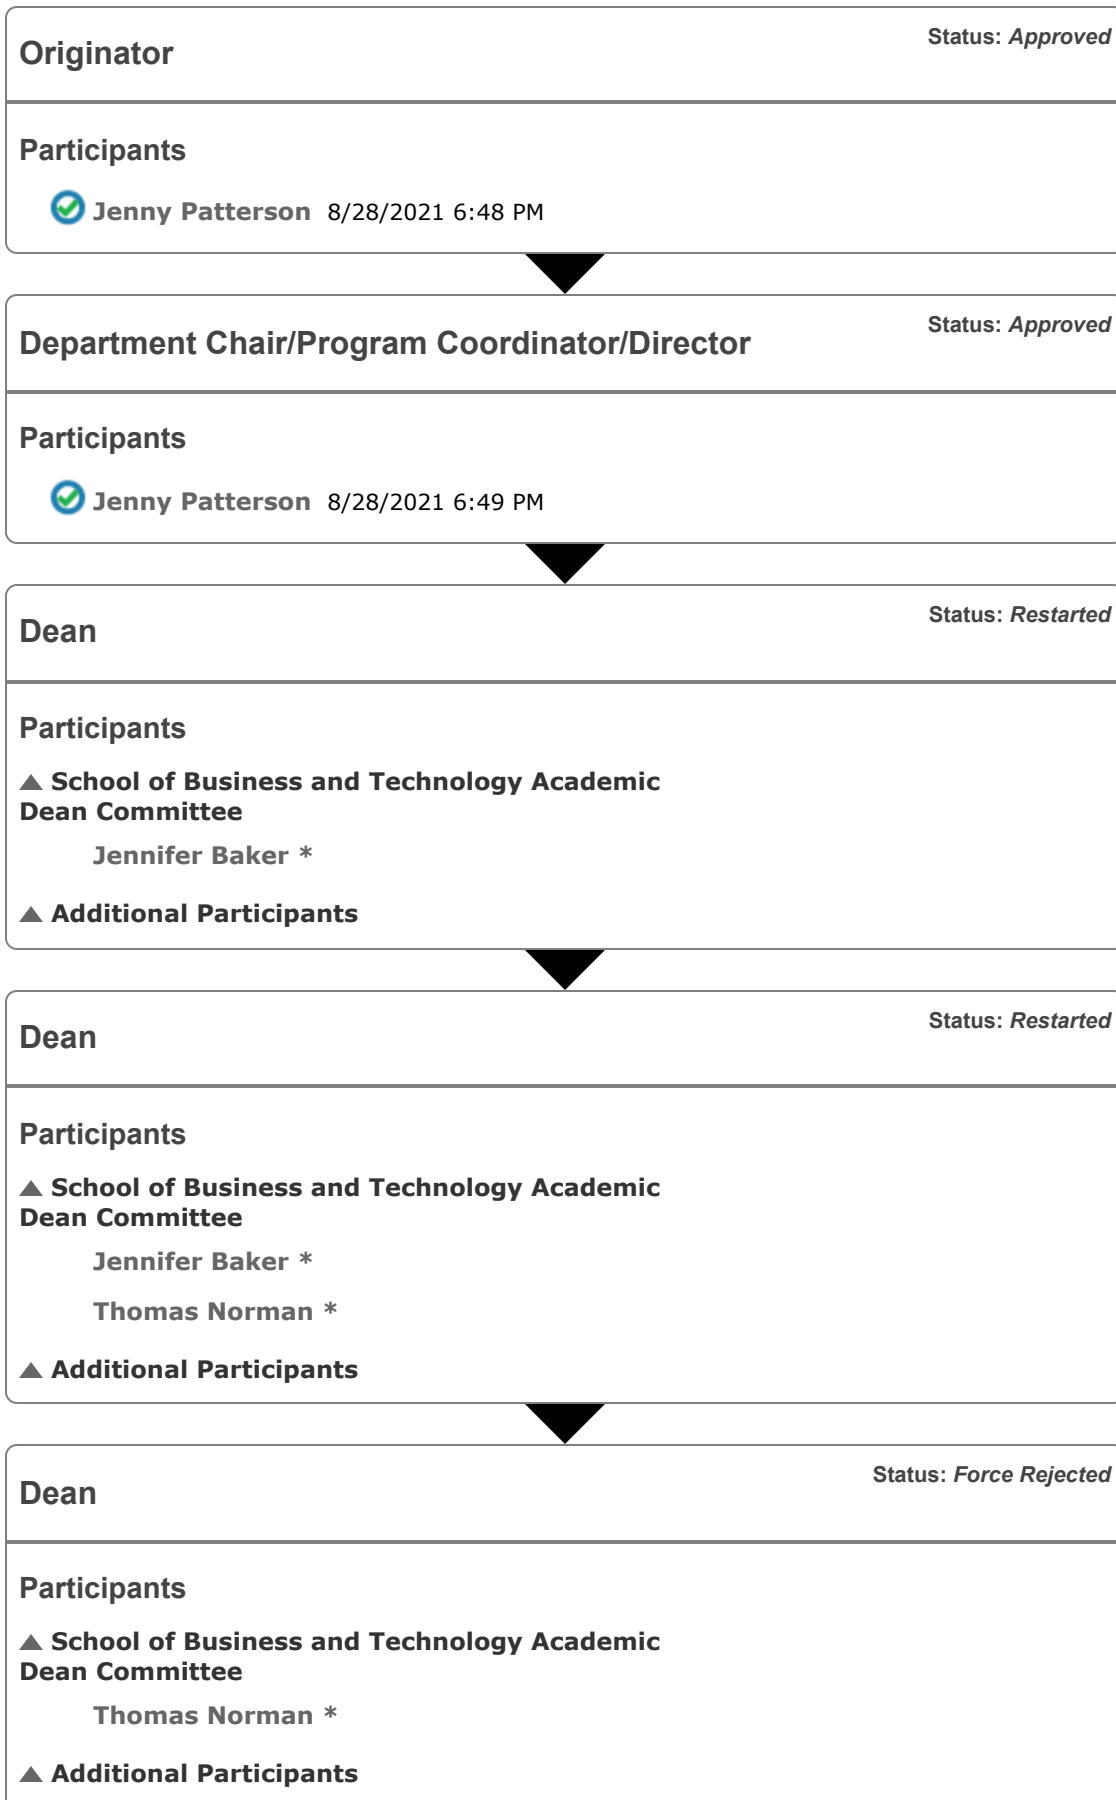 Originator
Status: Approved
Participants
Jenny Patterson 8/28/2021 6:48 PM
Department Chair/Program Coordinator/Director
Status: Approved
Participants
Jenny Patterson 8/28/2021 6:49 PM
Dean
Status: Restarted
Participants
School of Business and Technology Academic
Dean Committee
Jennifer Baker *
Additional Participants
Dean
Status: Restarted
Participants
School of Business and Technology Academic
Dean Committee
Jennifer Baker *
Thomas Norman *
Additional Participants
Dean
Status: Force Rejected
Participants
School of Business and Technology Academic
Dean Committee
Thomas Norman *
Additional Participants